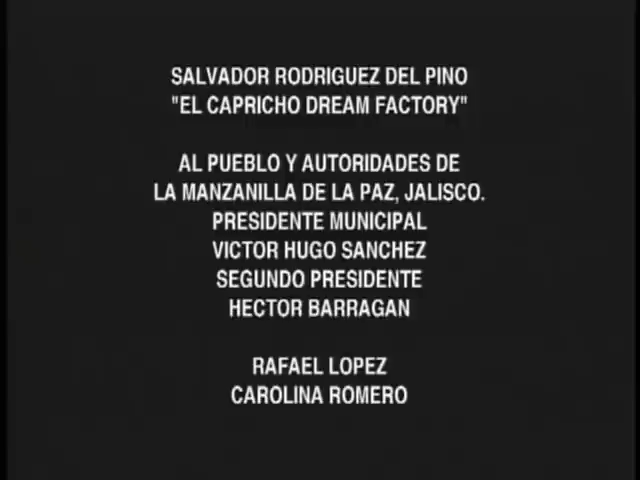 SALVADOR RODRIGUEZ DEL PINO
"EL CAPRICHO DREAM FACTORY"
AL PUEBLO Y AUTORIDADES DE
LA MANZANILLA DE LA PAZ, JALISCO.
PRESIDENTE MUNICIPAL
VICTOR HUGO SANCHEZ
SEGUNDO PRESIDENTE
HECTOR BARRAGAN
RAFAEL LOPEZ
CAROLINA ROMERO